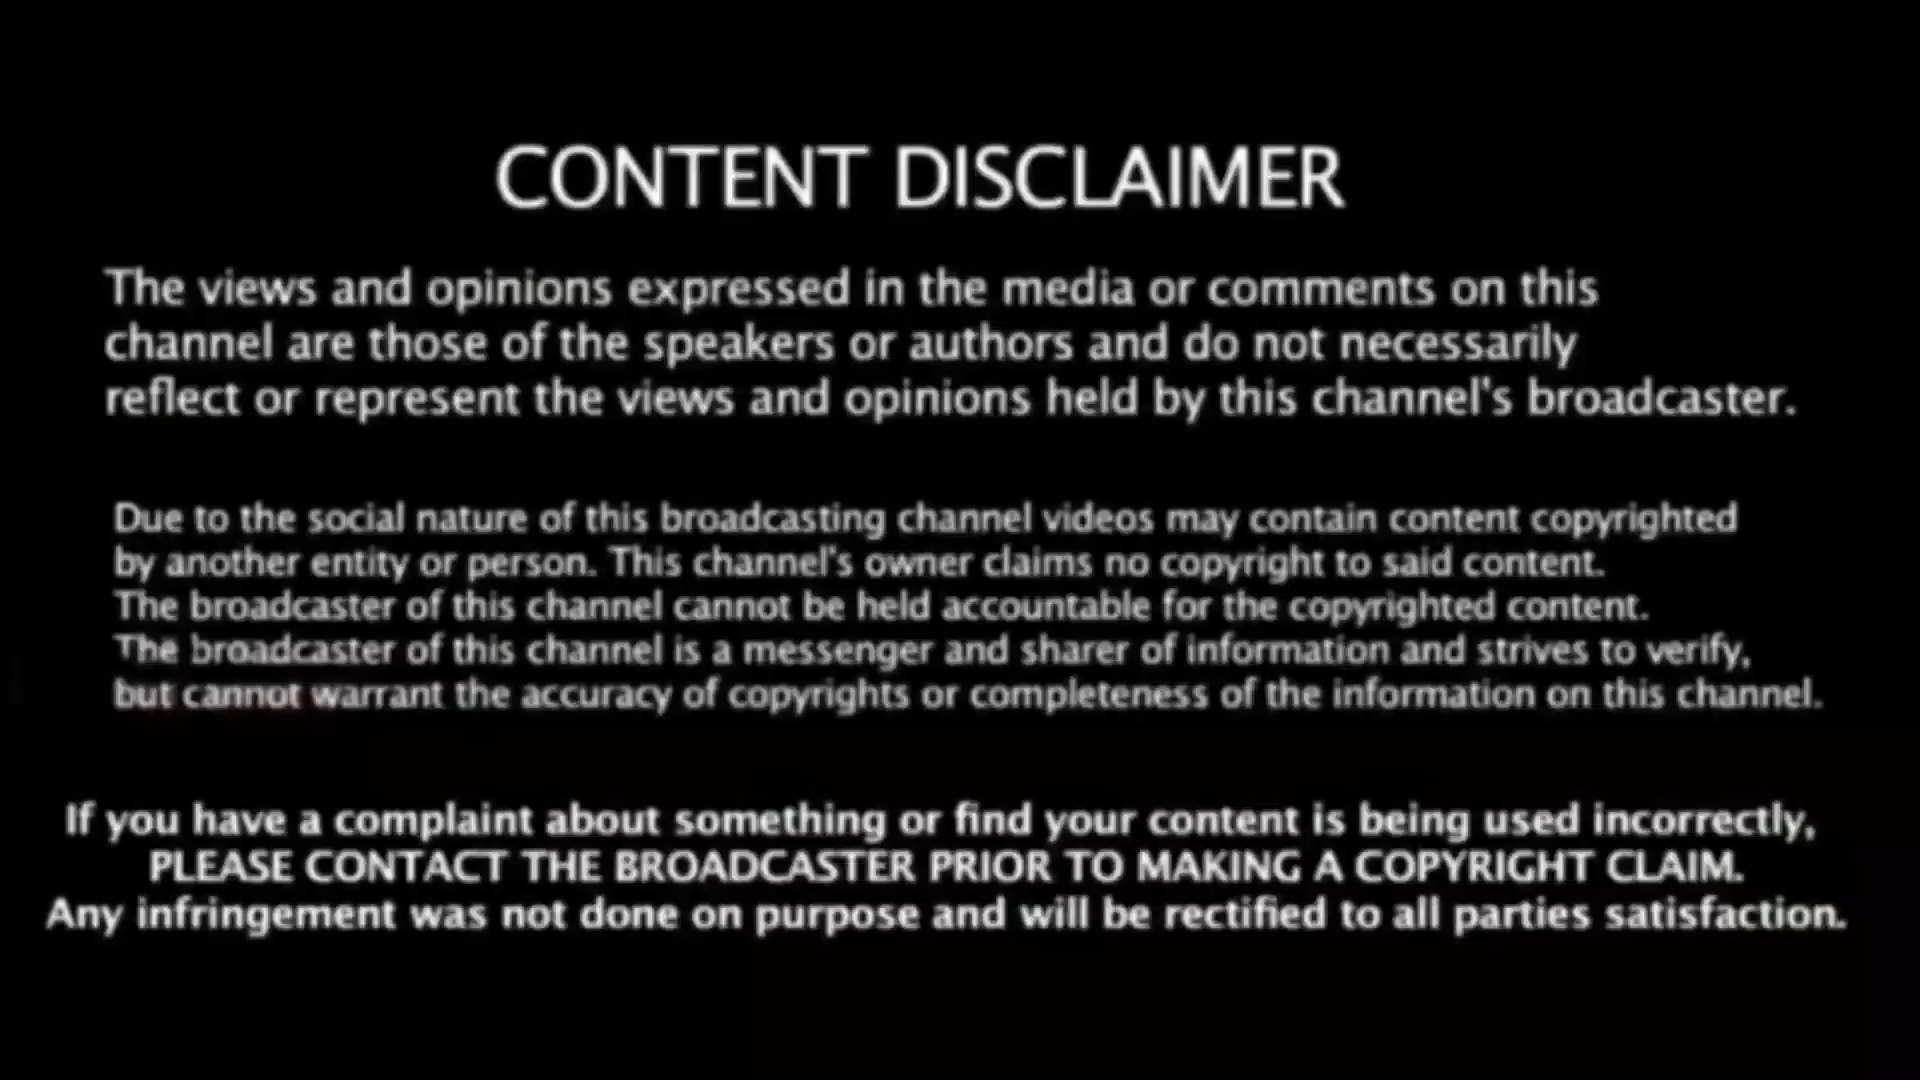 CONTENT DISCLAIMER
The views and opinions expressed in the media or comments on this
channel are those of the speakers or authors and do not necessarily
reflect or represent the views and opinions held by this channel's broadcaster.
Due to the social nature of this broadcasting channel videos may contain content copyrighted
by another entity or person. This channel's owner claims no copyright to said content.
The broadcaster of this channel cannot be held accountable for the copyrighted content.
The broadcaster of this channel is a messenger and sharer of information and strives to verify,
but cannot warrant the accuracy of copyrights or completeness of the information on this channel.
If you have a complaint about something or find your content is being used incorrectly,
PLEASE CONTACT THE BROADCASTER PRIOR TO MAKING A COPYRIGHT CLAIM.
Any infringement was not done on purpose and will be rectified to all parties satisfaction.